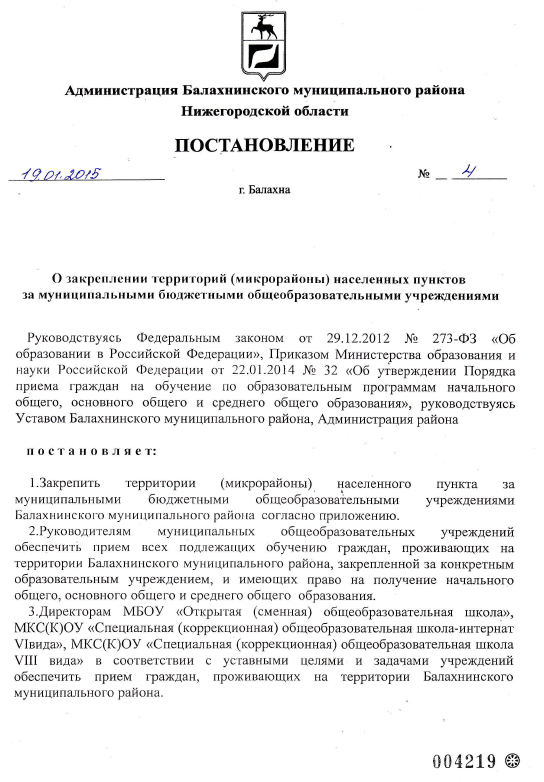 Администрация Балахнинского муниципального района
Нижегородской области
ПОСТАНОВЛЕНИЕ
19.01.2015 № 4
г. Балахна
О закреплении территорий (микрорайоны) населенных пунктов
за муниципальными бюджетными общеобразовательными учреждениями
Руководствуясь Федеральным законом от 29.12.2012 № 273-ФЗ «Об
образовании в Российской Федерации», Приказом Министерства образования и
науки Российской Федерации от 22.01.2014 № 32 «Об утверждении Порядка
приема граждан на обучение по образовательным программам начального
общего, основного общего и среднего общего образования», руководствуясь
Уставом Балахнинского муниципального района, Администрация района
п о с т а н о в л я е т:
1.Закрепить территории (микрорайоны) населенного пункта за
муниципальными бюджетными общеобразовательными учреждениями
Балахнинского муниципального района согласно приложению.
2.Руководителям муниципальных общеобразовательных учреждений
обеспечить прием всех подлежащих обучению граждан, проживающих на
территории Балахнинского муниципального района, закрепленной за конкретным
образовательным учреждением, и имеющих право на получение начального
общего, основного общего и среднего общего образования.
3.Директорам МБОУ «Открытая (сменная) общеобразовательная школа»,
МКС(К)ОУ «Специальная (коррекционная) общеобразовательная школа-интернат
VIвида», МКС(К)ОУ «Специальная (коррекционная) общеобразовательная школа
VIII вида» в соответствии с уставными целями и задачами учреждений
обеспечить прием граждан, проживающих на территории Балахнинского
муниципального района.
004219